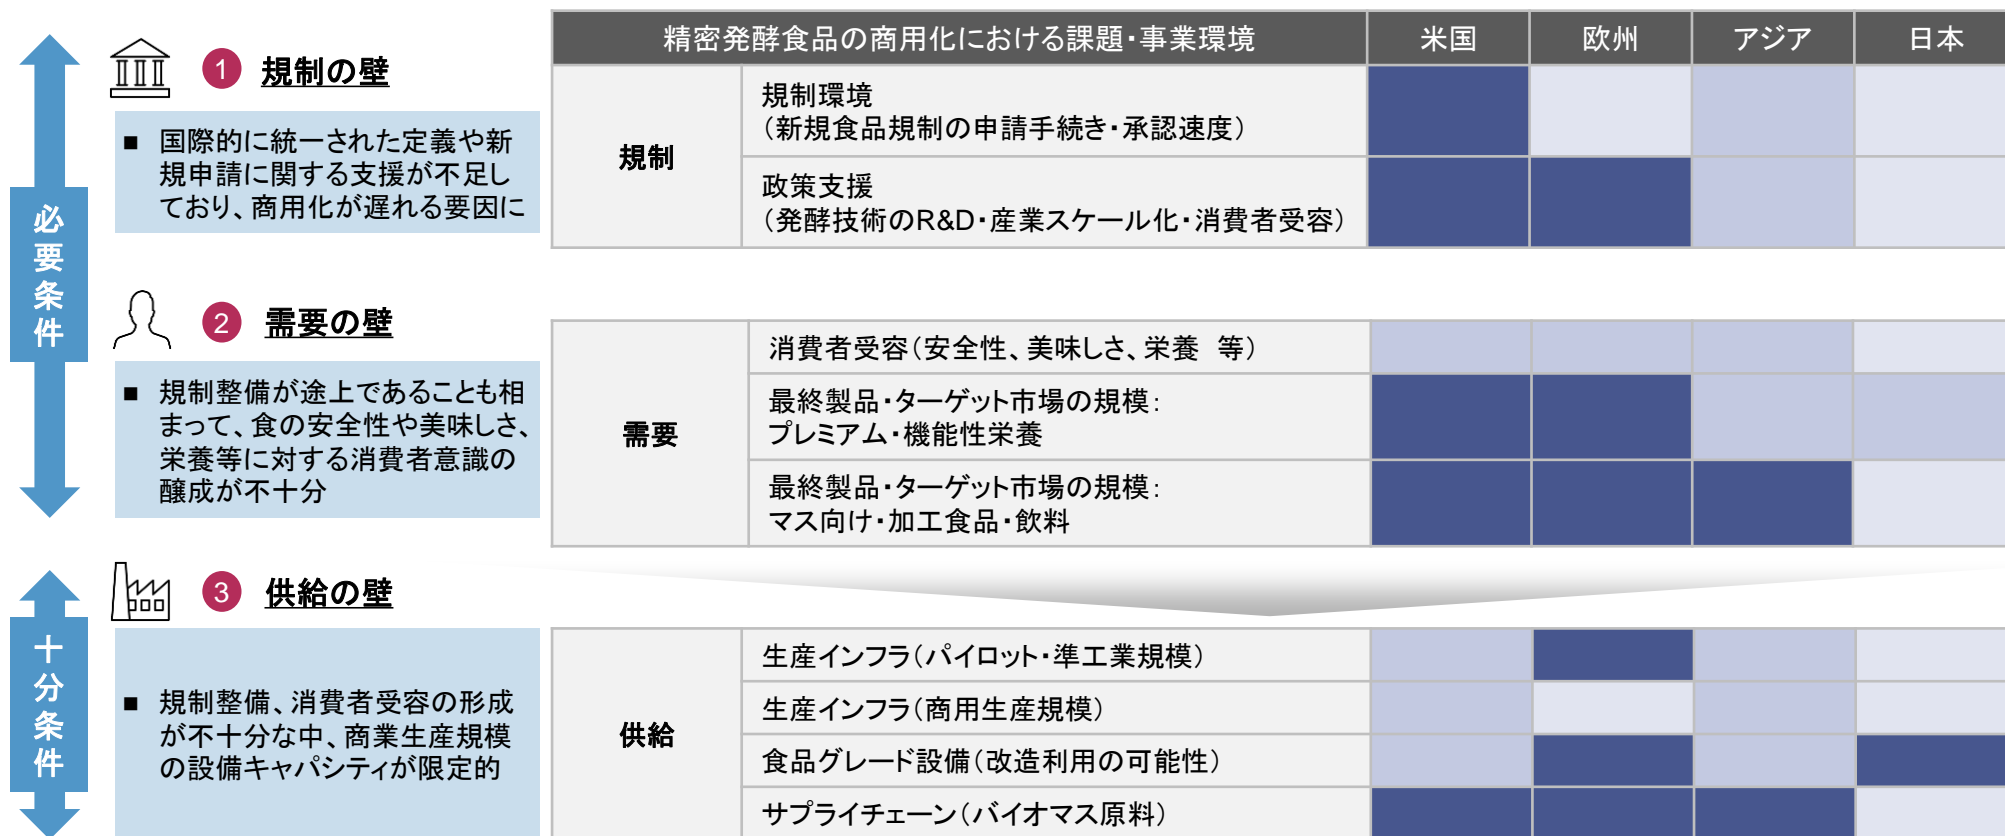 必要条件
1 規制の壁
■ 国際的に統一された定義や新
規申請に関する支援が不足し
ており、商用化が遅れる要因に
2 需要の壁
■ 規制整備が途上であることも相
まって、食の安全性や美味しさ、
栄養等に対する消費者意識の
醸成が不十分
十分条件
3 供給の壁
■ 規制整備、消費者受容の形成
が不十分な中、商業生産規模
の設備キャパシティが限定的
精密発酵食品の商用化における課題・事業環境 米国 欧州 アジア 日本
規制
規制環境
（新規食品規制の申請手続き・承認速度）
政策支援
（発酵技術のR&D・産業スケール化・消費者受容）
需要
消費者受容（安全性、美味しさ、栄養 等）
最終製品・ターゲット市場の規模：
プレミアム・機能性栄養
最終製品・ターゲット市場の規模：
マス向け・加工食品・飲料
供給
生産インフラ（パイロット・準工業規模）
生産インフラ（商用生産規模）
食品グレード設備（改造利用の可能性）
サプライチェーン（バイオマス原料）